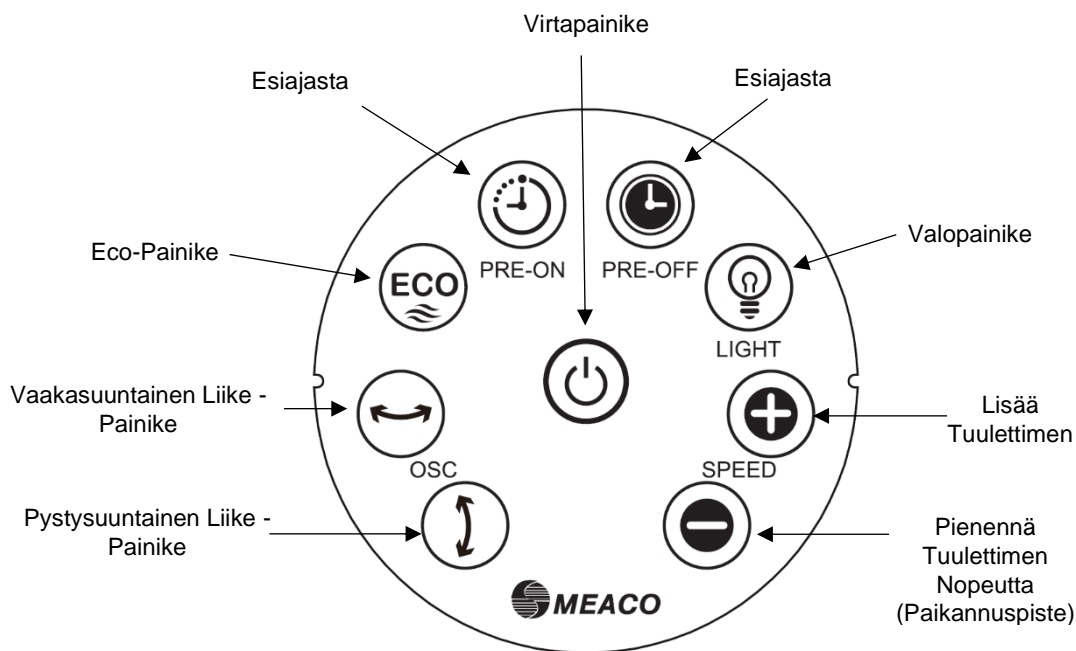 Virtapainike
Esiajasta
Esiajasta
Eco-Painike
Valopainike
PRE-ON
PRE-OFF
ECO
LIGHT
Vaakasuuntainen Liike -
Painike
Lisää
Tuulettimen
OSC
SPEED
Pystysuuntainen Liike -
Painike
Pienennä
Tuulettimen
Nopeutta
(Paikannuspiste)
MEACO